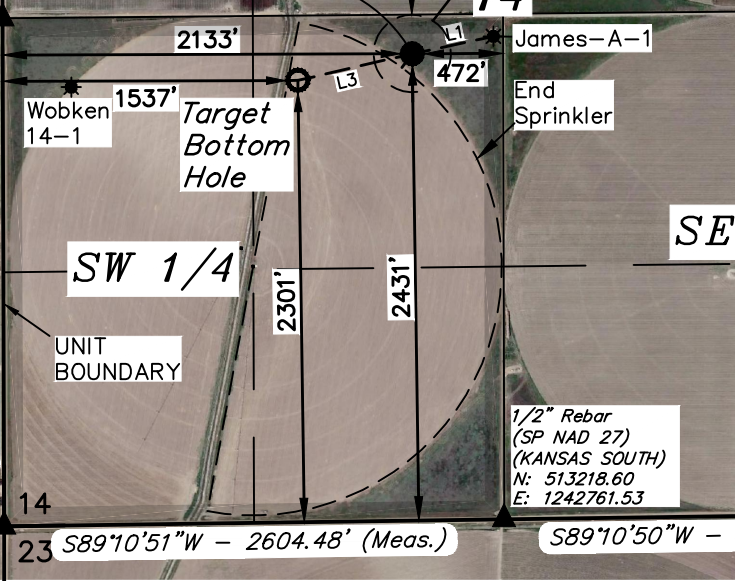 14
2133'
L1
James-A-1
472'
L3
1537'
Wobken
14-1
Target
Bottom
Hole
End
Sprinkler
SE
SW 1/4
2301'
2431'
UNIT
BOUNDARY
1/2" Rebar
(SP NAD 27)
(KANSAS SOUTH)
N: 513218.60
E: 1242761.53
14
23
S89°10'51"W - 2604.48' (Meas.)
S89°10'50"W -